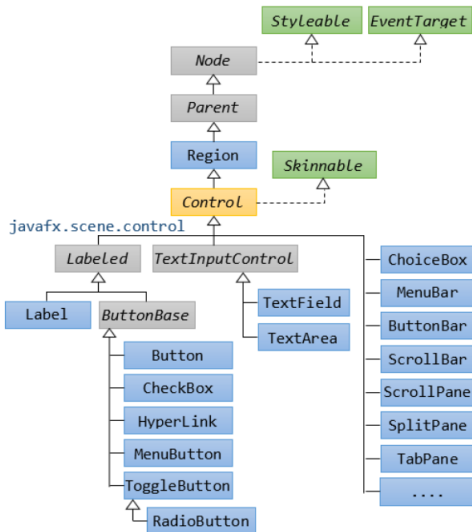 Styleable
EventTarget
Node
Parent
Region
Skinnable
Control
javafx.scene.control
Labeled
TextInputControl
ChoiceBox
Label
ButtonBase
TextField
MenuBar
TextArea
ButtonBar
Button
ScrollBar
CheckBox
ScrollPane
HyperLink
SplitPane
MenuButton
TabPane
ToggleButton
....
RadioButton